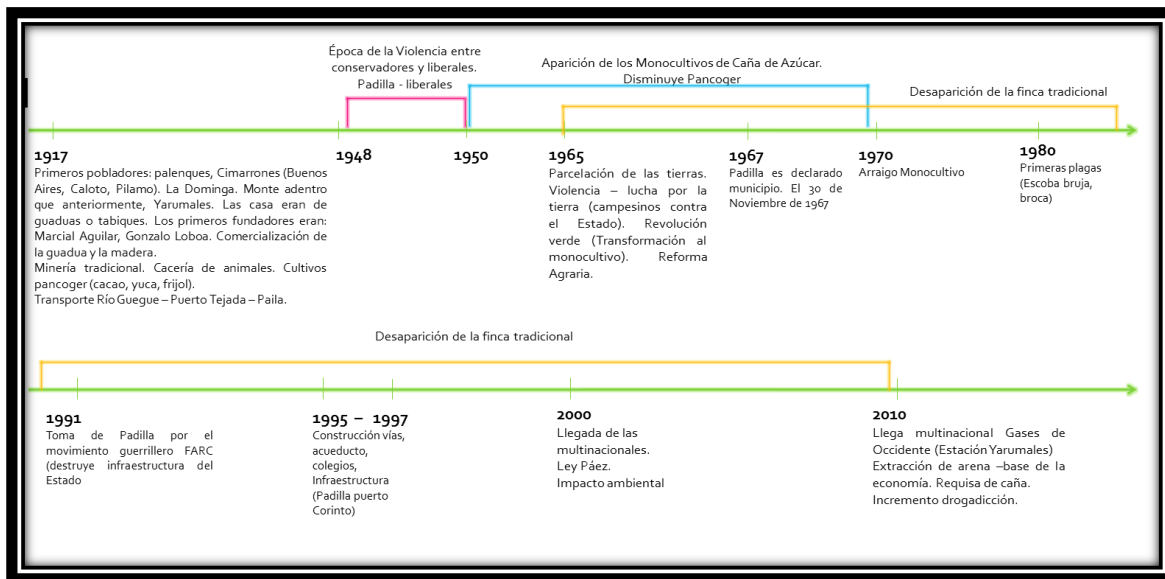 Época de la Violencia entre
conservadores y liberales.
Padilla - liberales
Aparición de los Monocultivos de Caña de Azúcar.
Disminuye Pancoger
Desaparición de la finca tradicional
1917
Primeros pobladores: palenques, Cimarrones (Buenos
Aires, Caloto, Pilamo). La Dominga. Monte adentro
que anteriormente, Yarumales. Las casa eran de
guaduas o tabiques. Los primeros fundadores eran:
Marcial Aguilar, Gonzalo Loboa. Comercialización de
la guadua y la madera.
Minería tradicional. Cacería de animales. Cultivos
pancoger (cacao, yuca, frijol).
Transporte Río Guegue – Puerto Tejada – Paila.
1948
1950
1965
Parcelación de las tierras.
Violencia – lucha por la
tierra (campesinos contra
el Estado). Revolución
verde (Transformación al
monocultivo). Reforma
Agraria.
1967
Padilla es declarado
municipio. El 30 de
Noviembre de 1967
1970
Arraigo Monocultivo
1980
Primeras plagas
(Escoba bruja,
broca)
Desaparición de la finca tradicional
1991
Toma de Padilla por el
movimiento guerrillero FARC
(destruye infraestructura del
Estado
1995 – 1997
Construcción vías,
acueducto,
colegios,
Infraestructura
(Padilla puerto
Corinto)
2000
Llegada de las
multinacionales.
Ley Páez.
Impacto ambiental
2010
Llega multinacional Gases de
Occidente (Estación Yarumales)
Extracción de arena –base de la
economía. Requisa de caña.
Incremento drogadicción.